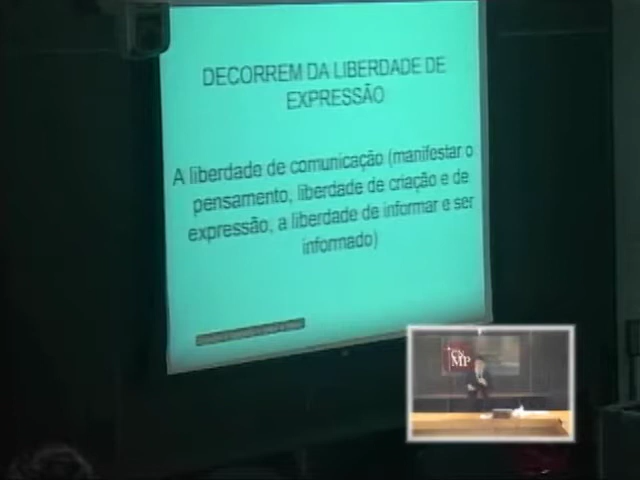 DECORREM DA LIBERDADE DE
EXPRESSÃO
A liberdade de comunicação (manifestar o
pensamento, liberdade de criação e de
expressão, a liberdade de informar e ser
informado)
MP